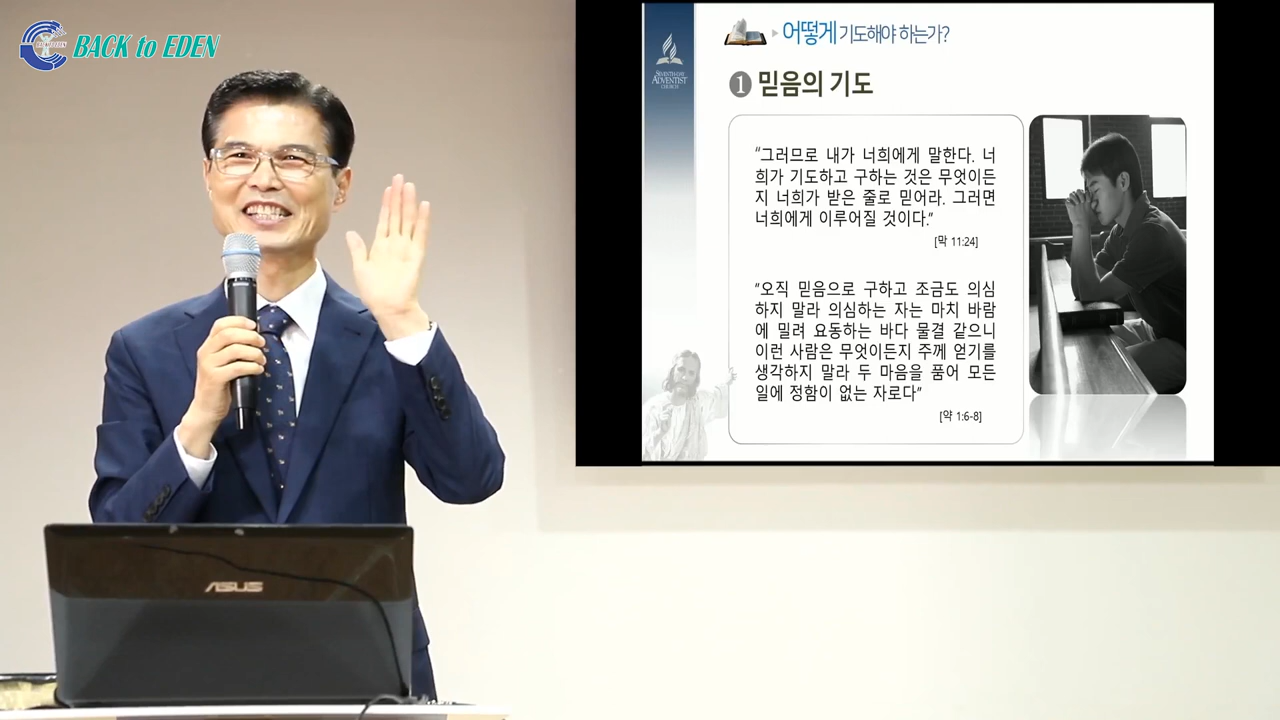 BACK to EDEN
어떻게 기도해야 하는가?
SEVENTH-DAY
ADVENTIST
CHURCH
1 믿음의 기도
“그러므로 내가 너희에게 말한다. 너
희가 기도하고 구하는 것은 무엇이든
지 너희가 받은 줄로 믿어라. 그러면
너희에게 이루어질 것이다.”
[막 11:24]
“오직 믿음으로 구하고 조금도 의심
하지 말라 의심하는 자는 마치 바람
에 밀려 요동하는 바다 물결 같으니
이런 사람은 무엇이든지 주께 얻기를
생각하지 말라 두 마음을 품어 모든
일에 정함이 없는 자로다”
[약 1:6-8]
ASUS